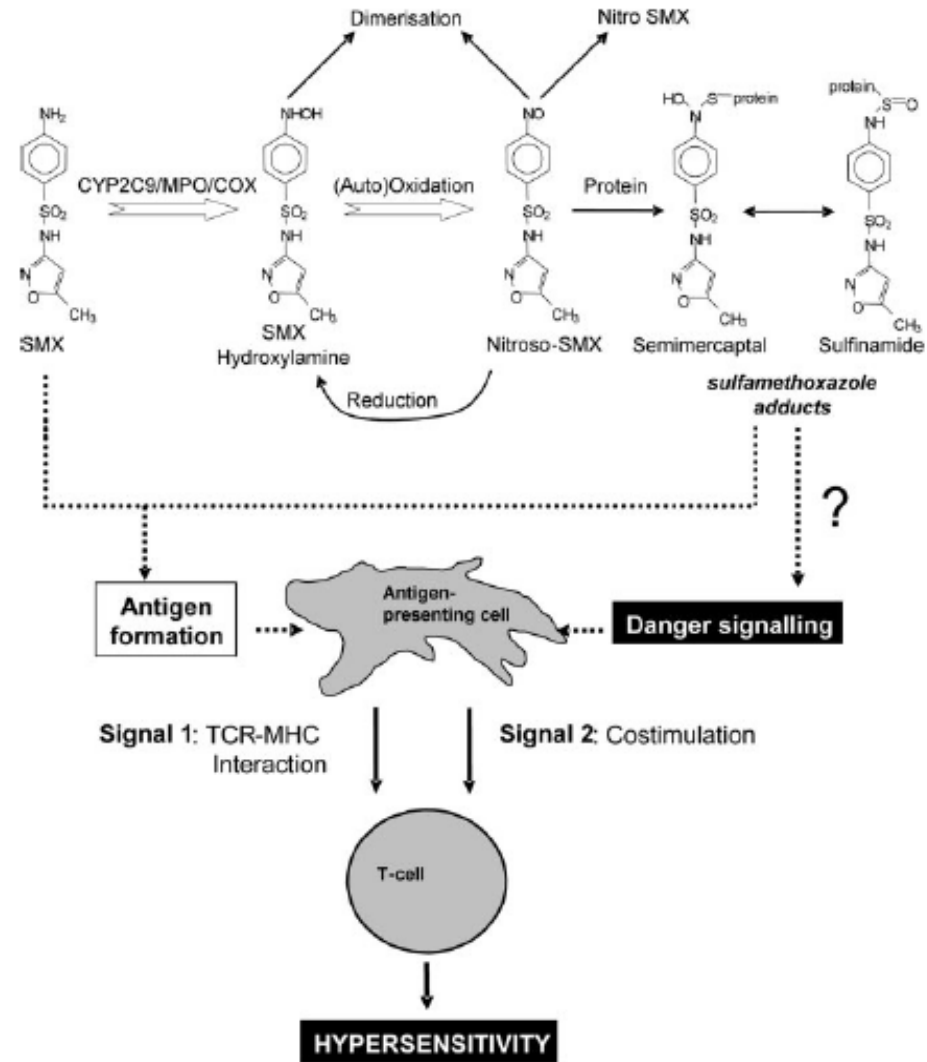 Dimerisation
Nitro SMX
NH2
NHOH
NO
HO
N
S
protein
protein
S=O
NH
CYP2C9/MPO/COX
(Auto)Oxidation
Protein
SO2
NH
N
O
CH3
SO2
NH
N
O
CH3
SO2
NH
N
O
CH3
SO2
NH
N
O
CH3
SO2
NH
N
O
CH3
SMX
SMX
Hydroxylamine
Nitroso-SMX
Semimercaptal
Sulfinamide
Reduction
sulfamethoxazole
adducts
?
Antigen
formation
Antigen-
presenting cell
Danger signalling
Signal 1: TCR-MHC
Interaction
Signal 2: Costimulation
T-cell
HYPERSENSITIVITY